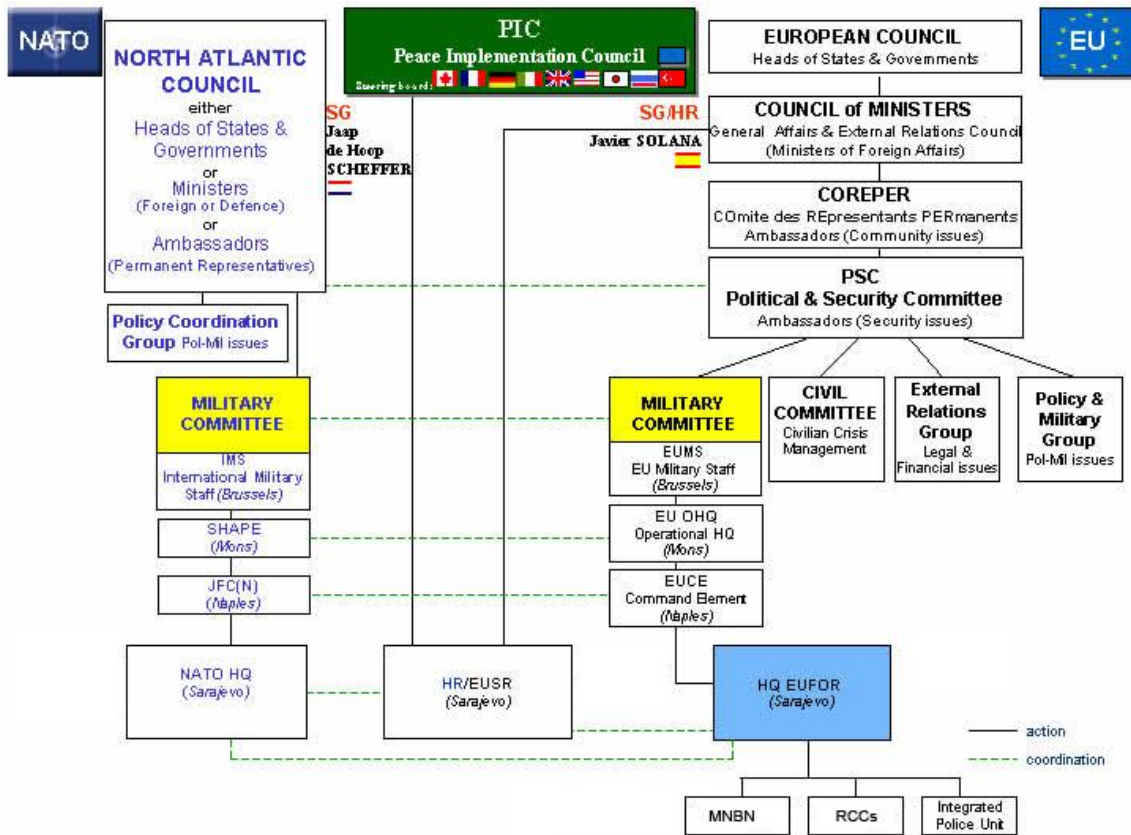 NATO
NORTH ATLANTIC
COUNCIL
either
Heads of States &
Governments
or
Ministers
(Foreign or Defence)
or
Ambassadors
(Permanent Representatives)
SG
Jaap
de Hoop
SCHEFFER
Policy Coordination
Group Pol-Mil issues
PIC
Peace Implementation Council
Steering board:
SG/HR
Javier SOLANA
EUROPEAN COUNCIL
Heads of States & Governments
EU
COUNCIL of MINISTERS
General Affairs & External Relations Council
(Ministers of Foreign Affairs)
COREPER
COmite des REpresentants PERmanents
Ambassadors (Community issues)
PSC
Political & Security Committee
Ambassadors (Security issues)
MILITARY
COMMITTEE
IMS
International Military
Staff (Brussels)
SHAPE
(Mons)
JFC(N)
(Naples)
NATO HQ
(Sarajevo)
HR/EUSR
(Sarajevo)
MILITARY
COMMITTEE
EUMS
EU Military Staff
(Brussels)
EU OHQ
Operational HQ
(Mons)
EUCE
Command Element
(Naples)
CIVIL
COMMITTEE
Civilian Crisis
Management
External
Relations
Group
Legal &
Financial issues
Policy &
Military
Group
Pol-Mil issues
HQ EUFOR
(Sarajevo)
action
coordination
MNBN
RCCs
Integrated
Police Unit